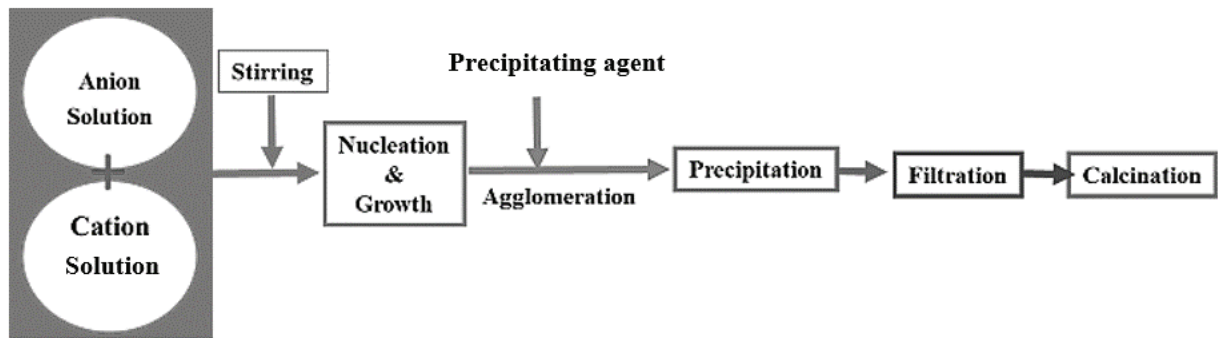 Anion
Solution
+
Cation
Solution
Stirring
Nucleation
&
Growth
Precipitating agent
Agglomeration
Precipitation
Filtration
Calcination